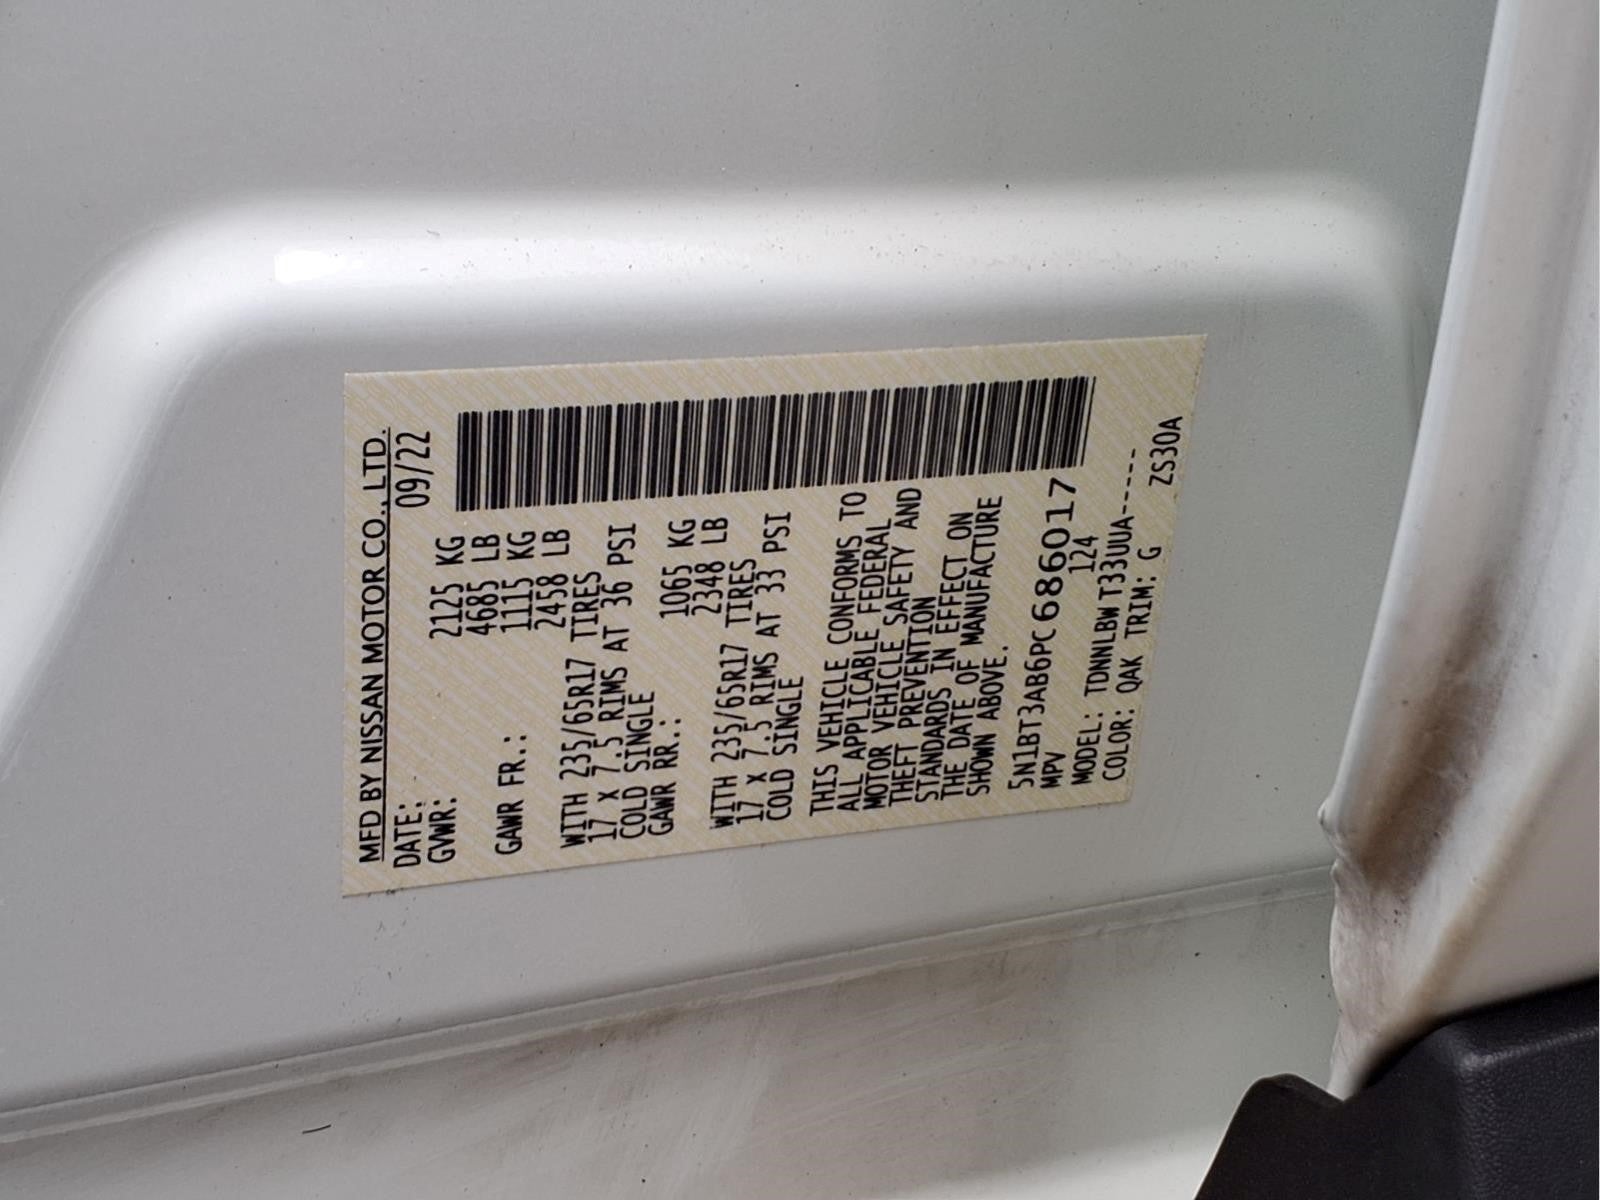 MFD BY NISSAN MOTOR CO., LTD.
DATE: 09/22
GVWR: 2125 KG
4685 LB
GAWR FR.: 1115 KG
2458 LB
WITH 235/65R17 TIRES
17 X 7.5 RIMS AT 36 PSI
COLD SINGLE
GAWR RR.: 1065 KG
2348 LB
WITH 235/65R17 TIRES
17 X 7.5 RIMS AT 33 PSI
COLD SINGLE
THIS VEHICLE CONFORMS TO
ALL APPLICABLE FEDERAL
MOTOR VEHICLE SAFETY AND
THEFT PREVENTION
STANDARDS IN EFFECT ON
THE DATE OF MANUFACTURE
SHOWN ABOVE.
5N1BT3AB6PC686017
MPV 124
MODEL: TDNNLBW T33UUA-----
COLOR: QAK TRIM: G ZS30A